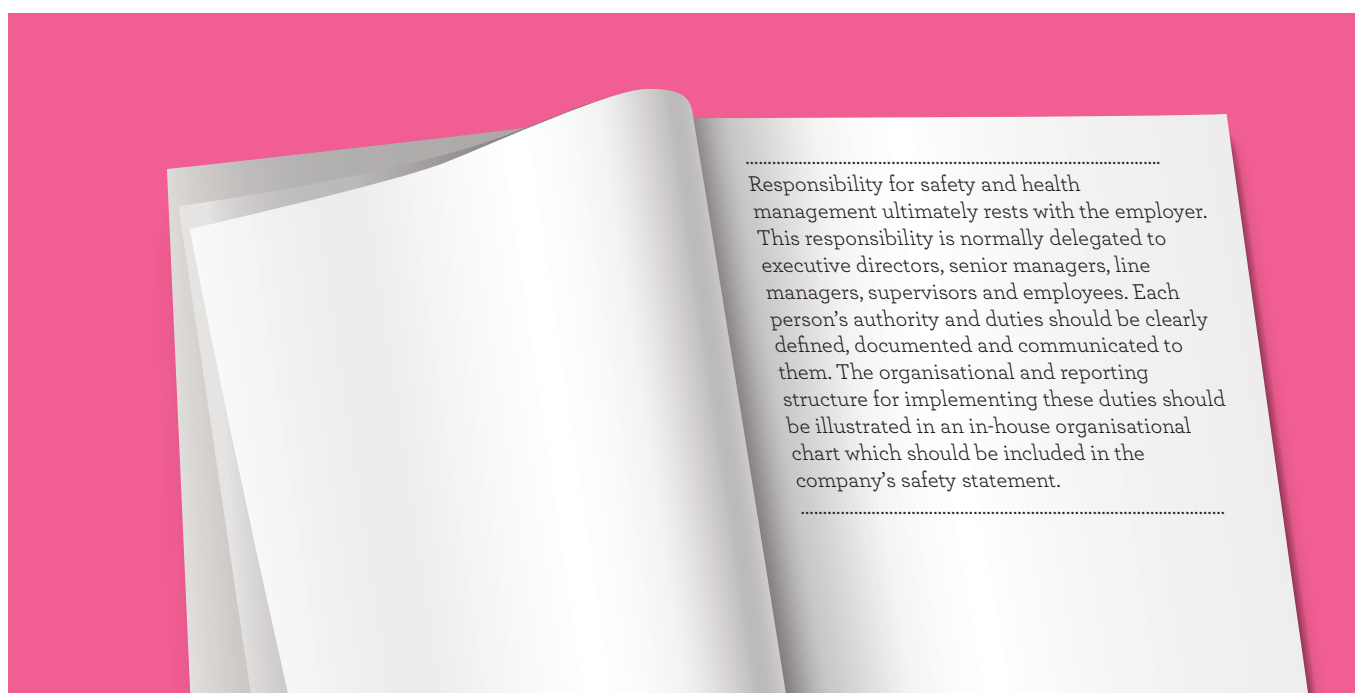 Responsibility for safety and health
management ultimately rests with the employer.
This responsibility is normally delegated to
executive directors, senior managers, line
managers, supervisors and employees. Each
person’s authority and duties should be clearly
defined, documented and communicated to
them. The organisational and reporting
structure for implementing these duties should
be illustrated in an in-house organisational
chart which should be included in the
company’s safety statement.